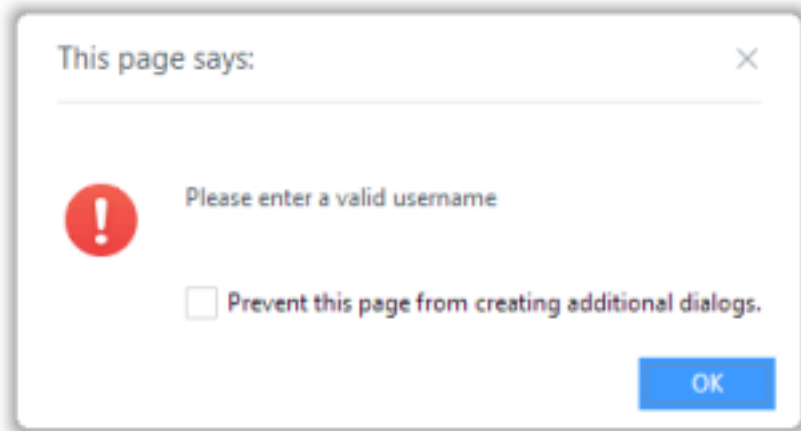 This page says:
Please enter a valid username
Prevent this page from creating additional dialogs.
OK